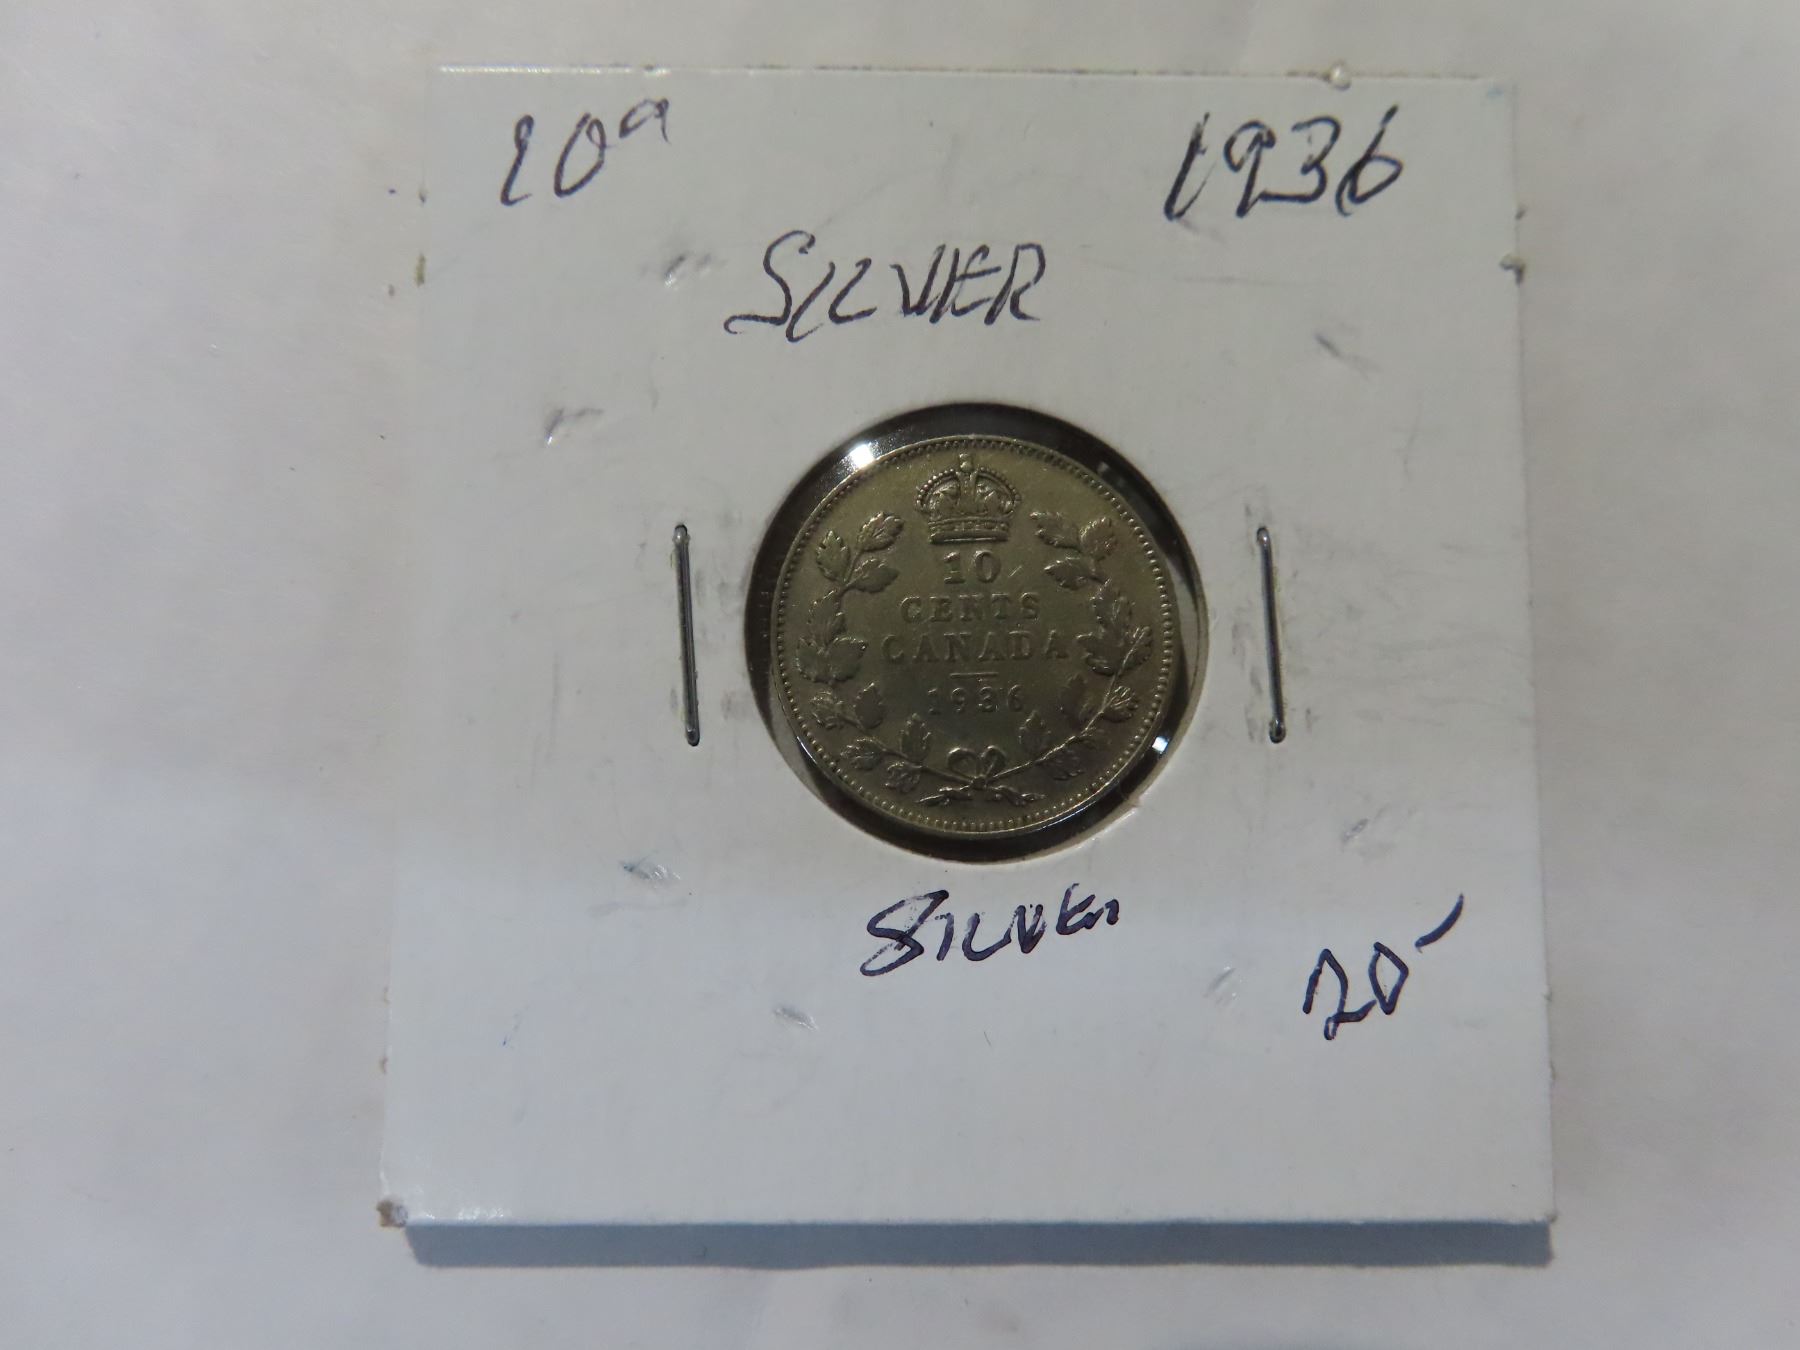 10¢ 1936
SILVER
10
CENTS
CANADA
1936
SILVER
20-